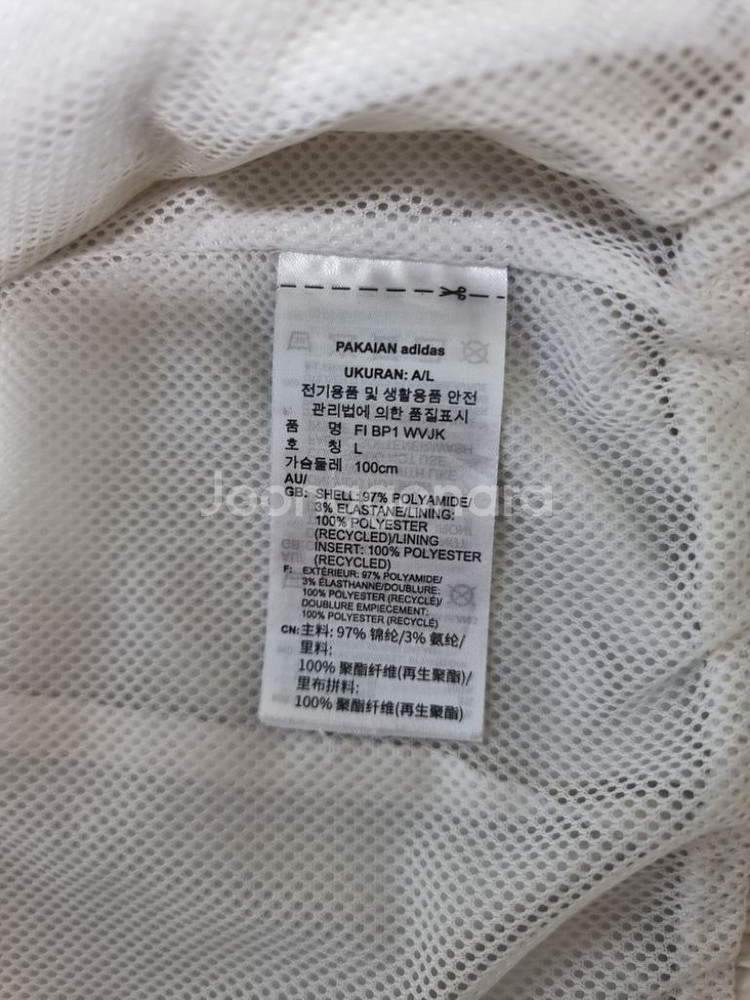 PAKAIAN adidas
UKURAN: A/L
전기용품 및 생활용품 안전
관리법에 의한 품질표시
품 명 FI BP1 WVJK
호 칭 L
가슴둘레 100cm
AU/
GB: SHELL: 97% POLYAMIDE/
3% ELASTANE/LINING:
100% POLYESTER
(RECYCLED)/LINING
INSERT: 100% POLYESTER
(RECYCLED)
F: EXTÉRIEUR: 97% POLYAMIDE/
3% ÉLASTHANNE/DOUBLURE:
100% POLYESTER (RECYCLÉ)/
DOUBLURE EMPIECEMENT:
100% POLYESTER (RECYCLÉ)
CN: 主料: 97% 锦纶/3% 氨纶/
里料:
100% 聚酯纤维(再生聚酯)/
里布拼料:
100% 聚酯纤维(再生聚酯)
Joonggonara